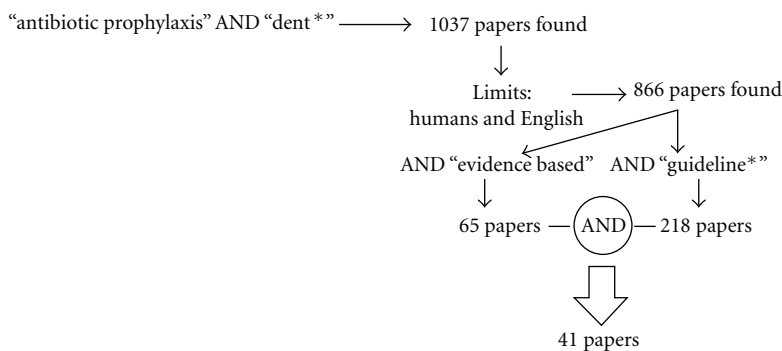 “antibiotic prophylaxis” AND “dent*” 1037 papers found
Limits: 866 papers found
humans and English
AND “evidence based” AND “guideline*”
65 papers AND 218 papers
41 papers